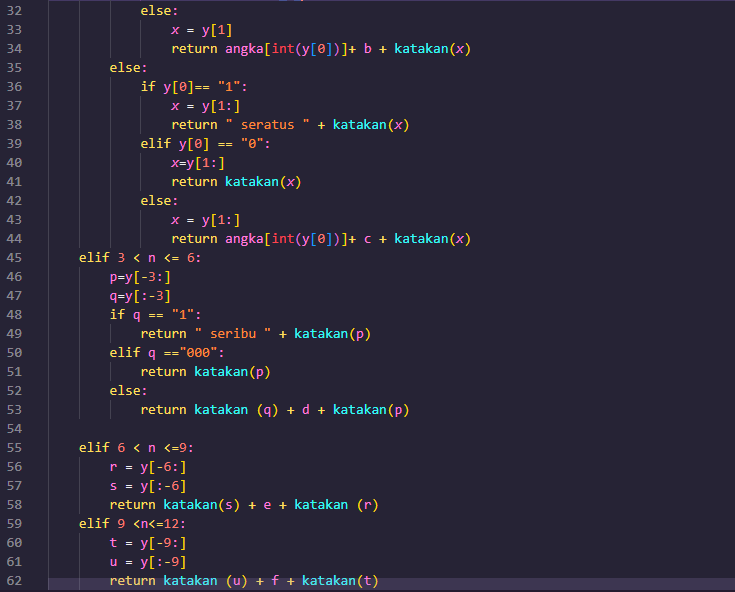 32 else:
33 x = y[1]
34 return angka[int(y[0])]+ b + katakan(x)
35 else:
36 if y[0]== "1":
37 x = y[1:]
38 return " seratus " + katakan(x)
39 elif y[0] == "0":
40 x=y[1:]
41 return katakan(x)
42 else:
43 x = y[1:]
44 return angka[int(y[0])]+ c + katakan(x)
45 elif 3 < n <= 6:
46 p=y[-3:]
47 q=y[:-3]
48 if q == "1":
49 return " seribu " + katakan(p)
50 elif q =="000":
51 return katakan(p)
52 else:
53 return katakan (q) + d + katakan(p)
54
55 elif 6 < n <=9:
56 r = y[-6:]
57 s = y[:-6]
58 return katakan(s) + e + katakan (r)
59 elif 9 <n<=12:
60 t = y[-9:]
61 u = y[:-9]
62 return katakan (u) + f + katakan(t)